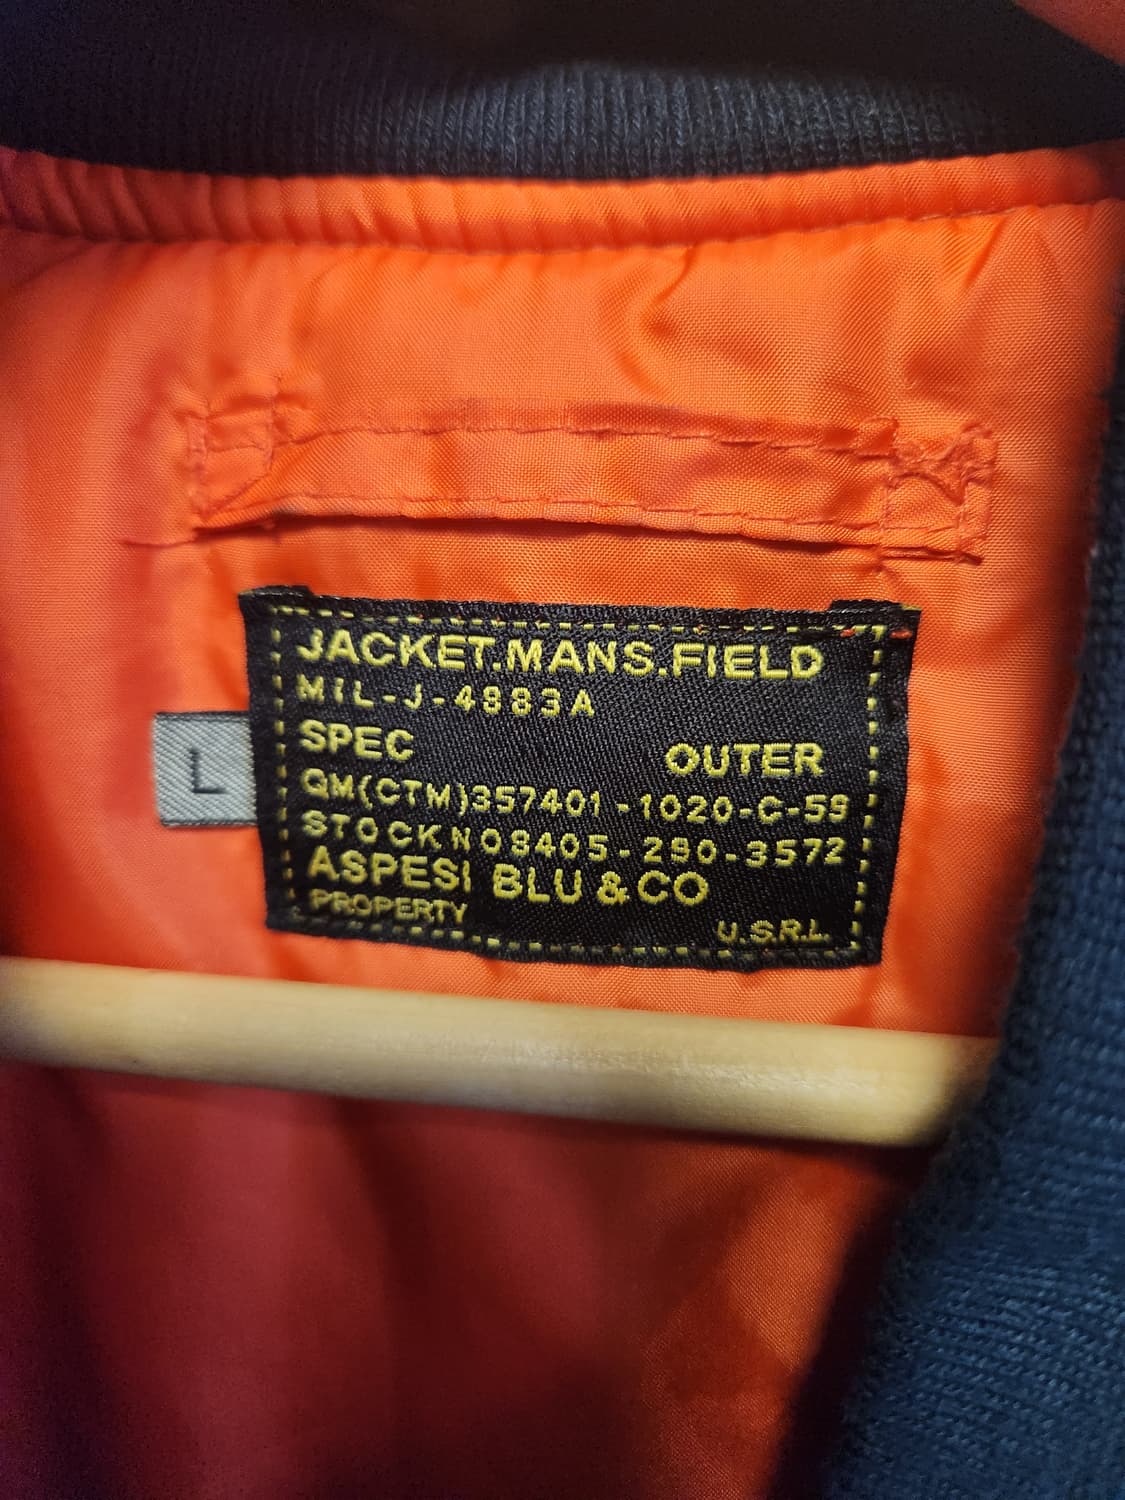 JACKET.MANS.FIELD
MIL-J-4883A
SPEC OUTER
QM(CTM)357401-1020-C-59
STOCK NO8405-290-3572
ASPESI BLU & CO
PROPERTY U.S.R.L.
L